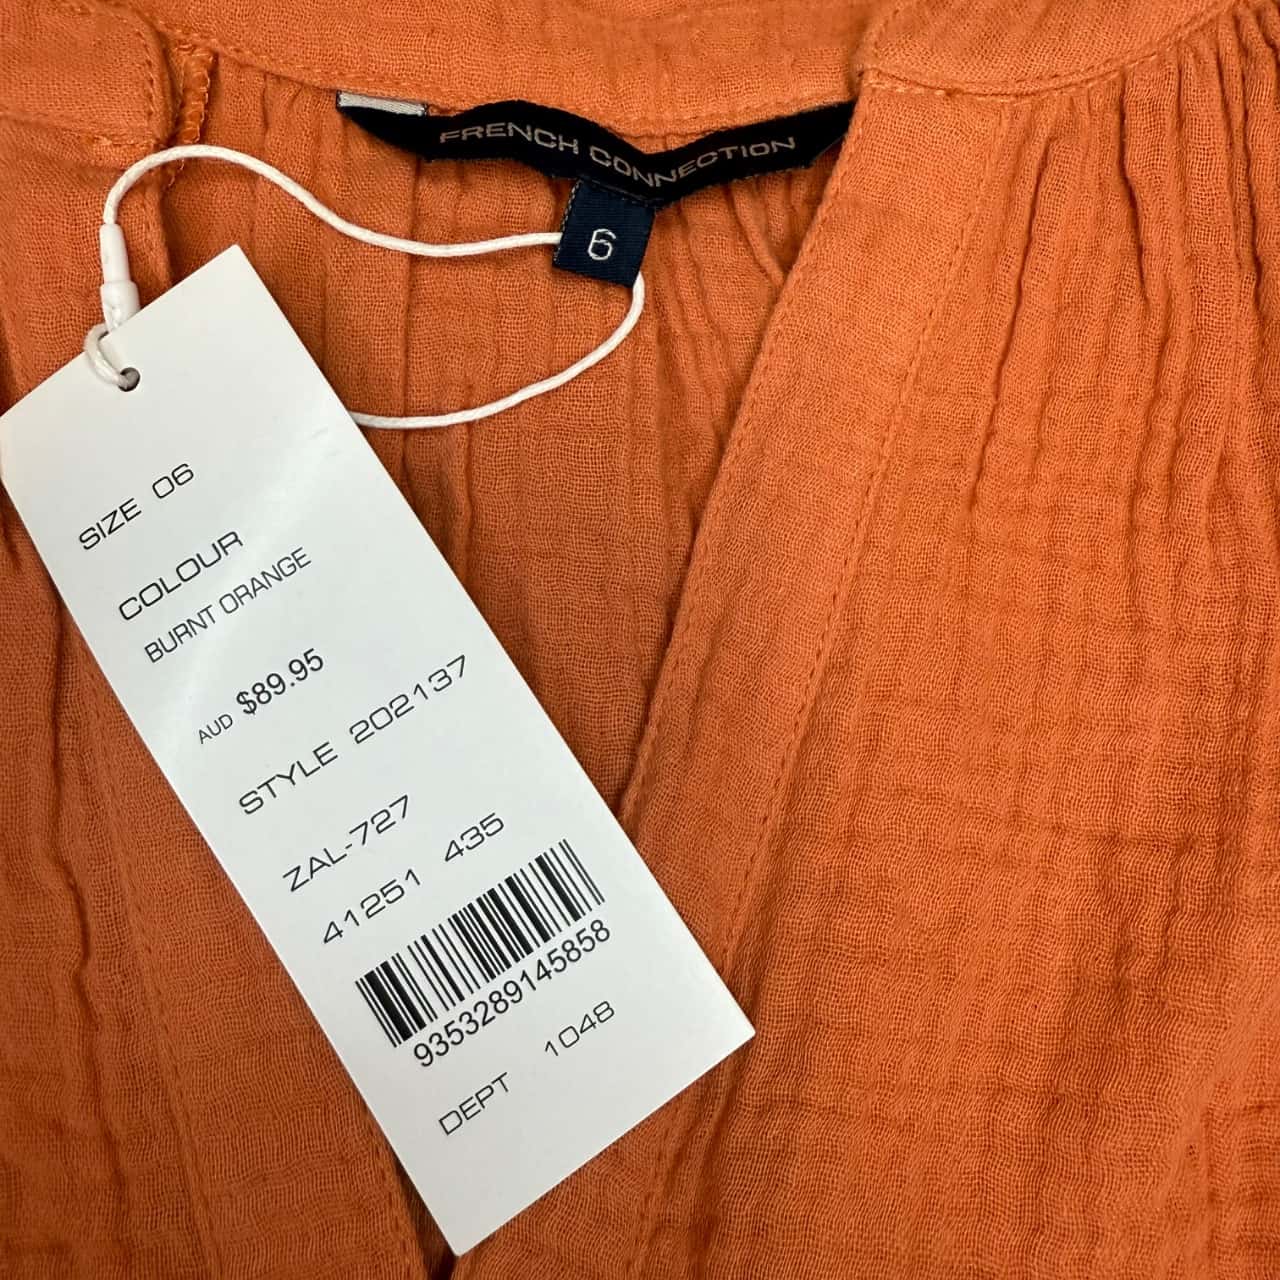 FRENCH CONNECTION
6
SIZE 06
COLOUR
BURNT ORANGE
AUD $89.95
STYLE 202137
ZAL-727
41251 435
9353289145858
DEPT 1048